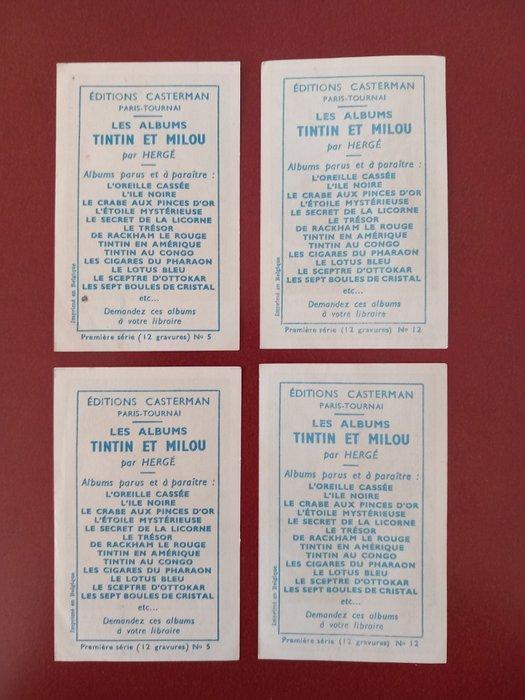 ÉDITIONS CASTERMAN
PARIS-TOURNAI
LES ALBUMS
TINTIN ET MILOU
par HERGÉ
Albums parus et à paraître :
L'OREILLE CASSÉE
L'ILE NOIRE
LE CRABE AUX PINCES D'OR
L'ÉTOILE MYSTÉRIEUSE
LE SECRET DE LA LICORNE
LE TRÉSOR
DE RACKHAM LE ROUGE
TINTIN EN AMÉRIQUE
TINTIN AU CONGO
LES CIGARES DU PHARAON
LE LOTUS BLEU
LE SCEPTRE D'OTTOKAR
LES SEPT BOULES DE CRISTAL
etc...
Demandez ces albums
à votre libraire
Imprimé en Belgique
Première série (12 gravures) No 5
ÉDITIONS CASTERMAN
PARIS-TOURNAI
LES ALBUMS
TINTIN ET MILOU
par HERGÉ
Albums parus et à paraître :
L'OREILLE CASSÉE
L'ILE NOIRE
LE CRABE AUX PINCES D'OR
L'ÉTOILE MYSTÉRIEUSE
LE SECRET DE LA LICORNE
LE TRÉSOR
DE RACKHAM LE ROUGE
TINTIN EN AMÉRIQUE
TINTIN AU CONGO
LES CIGARES DU PHARAON
LE LOTUS BLEU
LE SCEPTRE D'OTTOKAR
LES SEPT BOULES DE CRISTAL
etc...
Demandez ces albums
à votre libraire
Imprimé en Belgique
Première série (12 gravures) No 12
ÉDITIONS CASTERMAN
PARIS-TOURNAI
LES ALBUMS
TINTIN ET MILOU
par HERGÉ
Albums parus et à paraître :
L'OREILLE CASSÉE
L'ILE NOIRE
LE CRABE AUX PINCES D'OR
L'ÉTOILE MYSTÉRIEUSE
LE SECRET DE LA LICORNE
LE TRÉSOR
DE RACKHAM LE ROUGE
TINTIN EN AMÉRIQUE
TINTIN AU CONGO
LES CIGARES DU PHARAON
LE LOTUS BLEU
LE SCEPTRE D'OTTOKAR
LES SEPT BOULES DE CRISTAL
etc...
Demandez ces albums
à votre libraire
Imprimé en Belgique
Première série (12 gravures) No 5
ÉDITIONS CASTERMAN
PARIS-TOURNAI
LES ALBUMS
TINTIN ET MILOU
par HERGÉ
Albums parus et à paraître :
L'OREILLE CASSÉE
L'ILE NOIRE
LE CRABE AUX PINCES D'OR
L'ÉTOILE MYSTÉRIEUSE
LE SECRET DE LA LICORNE
LE TRÉSOR
DE RACKHAM LE ROUGE
TINTIN EN AMÉRIQUE
TINTIN AU CONGO
LES CIGARES DU PHARAON
LE LOTUS BLEU
LE SCEPTRE D'OTTOKAR
LES SEPT BOULES DE CRISTAL
etc...
Demandez ces albums
à votre libraire
Imprimé en Belgique
Première série (12 gravures) No 12